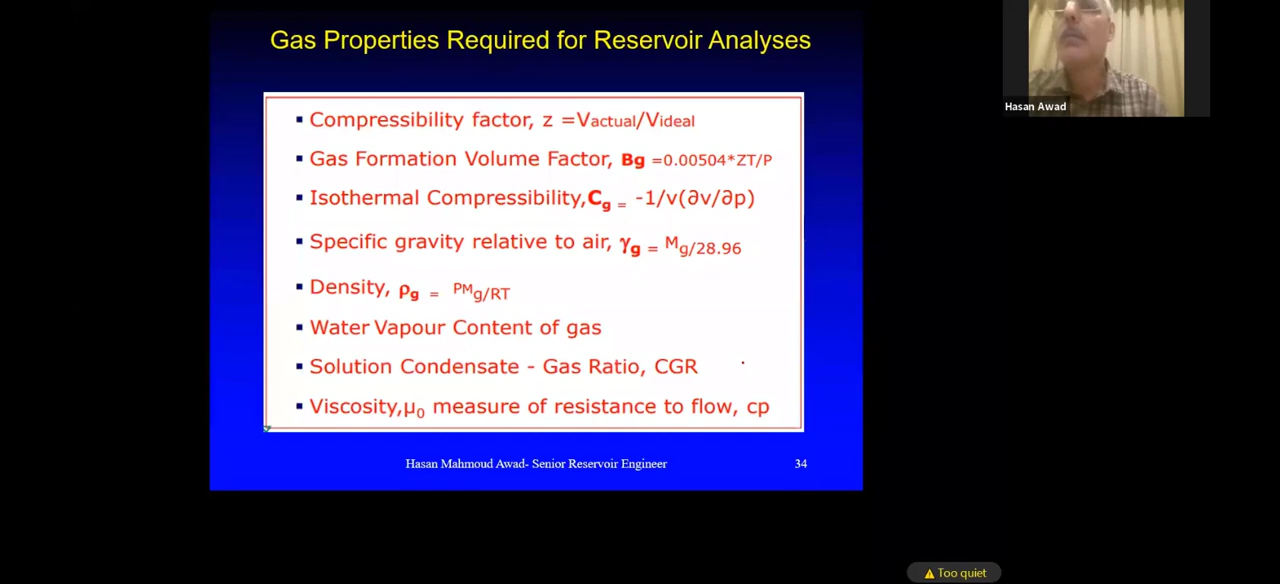 Gas Properties Required for Reservoir Analyses
Hasan Awad
▪ Compressibility factor, z =Vactual/Videal
▪ Gas Formation Volume Factor, Bg =0.00504*ZT/P
▪ Isothermal Compressibility,Cg = -1/v(∂v/∂p)
▪ Specific gravity relative to air, γg = Mg/28.96
▪ Density, ρg = PMg/RT
▪ Water Vapour Content of gas
▪ Solution Condensate - Gas Ratio, CGR
▪ Viscosity,μ0 measure of resistance to flow, cp
Hasan Mahmoud Awad- Senior Reservoir Engineer 34
Too quiet